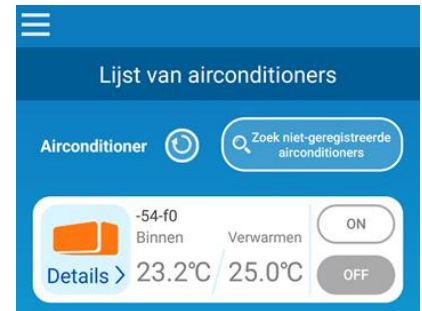 Lijst van airconditioners
Airconditioner
Zoek niet-geregistreerde
airconditioners
-54-f0
Binnen
Verwarmen
ON
Details >
23.2°C
25.0°C
OFF